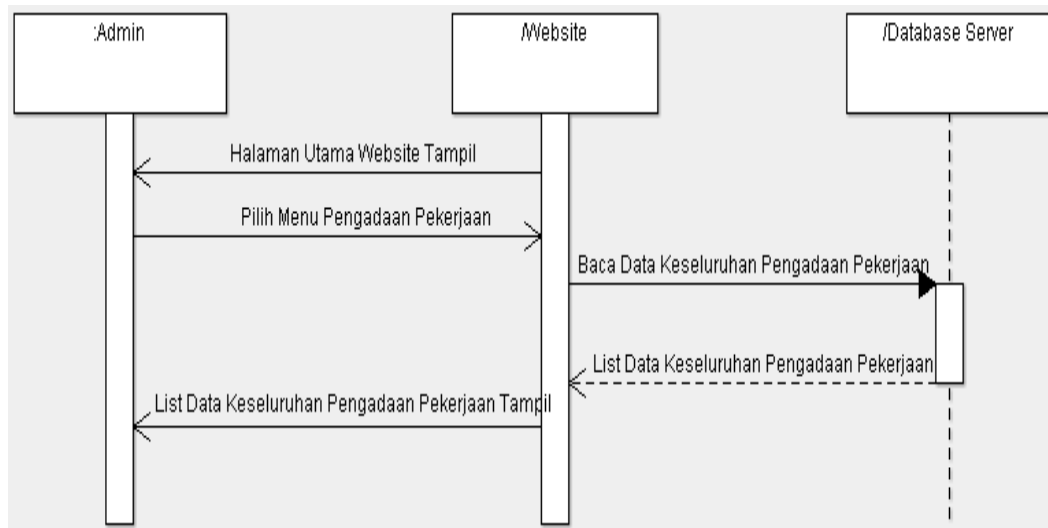 :Admin
/Website
/Database Server
Halaman Utama Website Tampil
Pilih Menu Pengadaan Pekerjaan
Baca Data Keseluruhan Pengadaan Pekerjaan
List Data Keseluruhan Pengadaan Pekerjaan
List Data Keseluruhan Pengadaan Pekerjaan Tampil